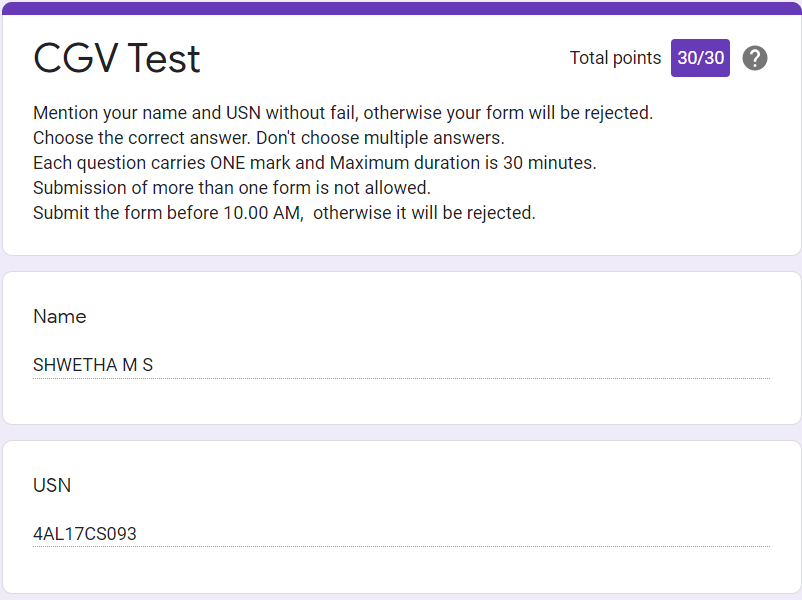 CGV Test
Total points 30/30
Mention your name and USN without fail, otherwise your form will be rejected.
Choose the correct answer. Don't choose multiple answers.
Each question carries ONE mark and Maximum duration is 30 minutes.
Submission of more than one form is not allowed.
Submit the form before 10.00 AM,  otherwise it will be rejected.
Name
SHWETHA M S
USN
4AL17CS093